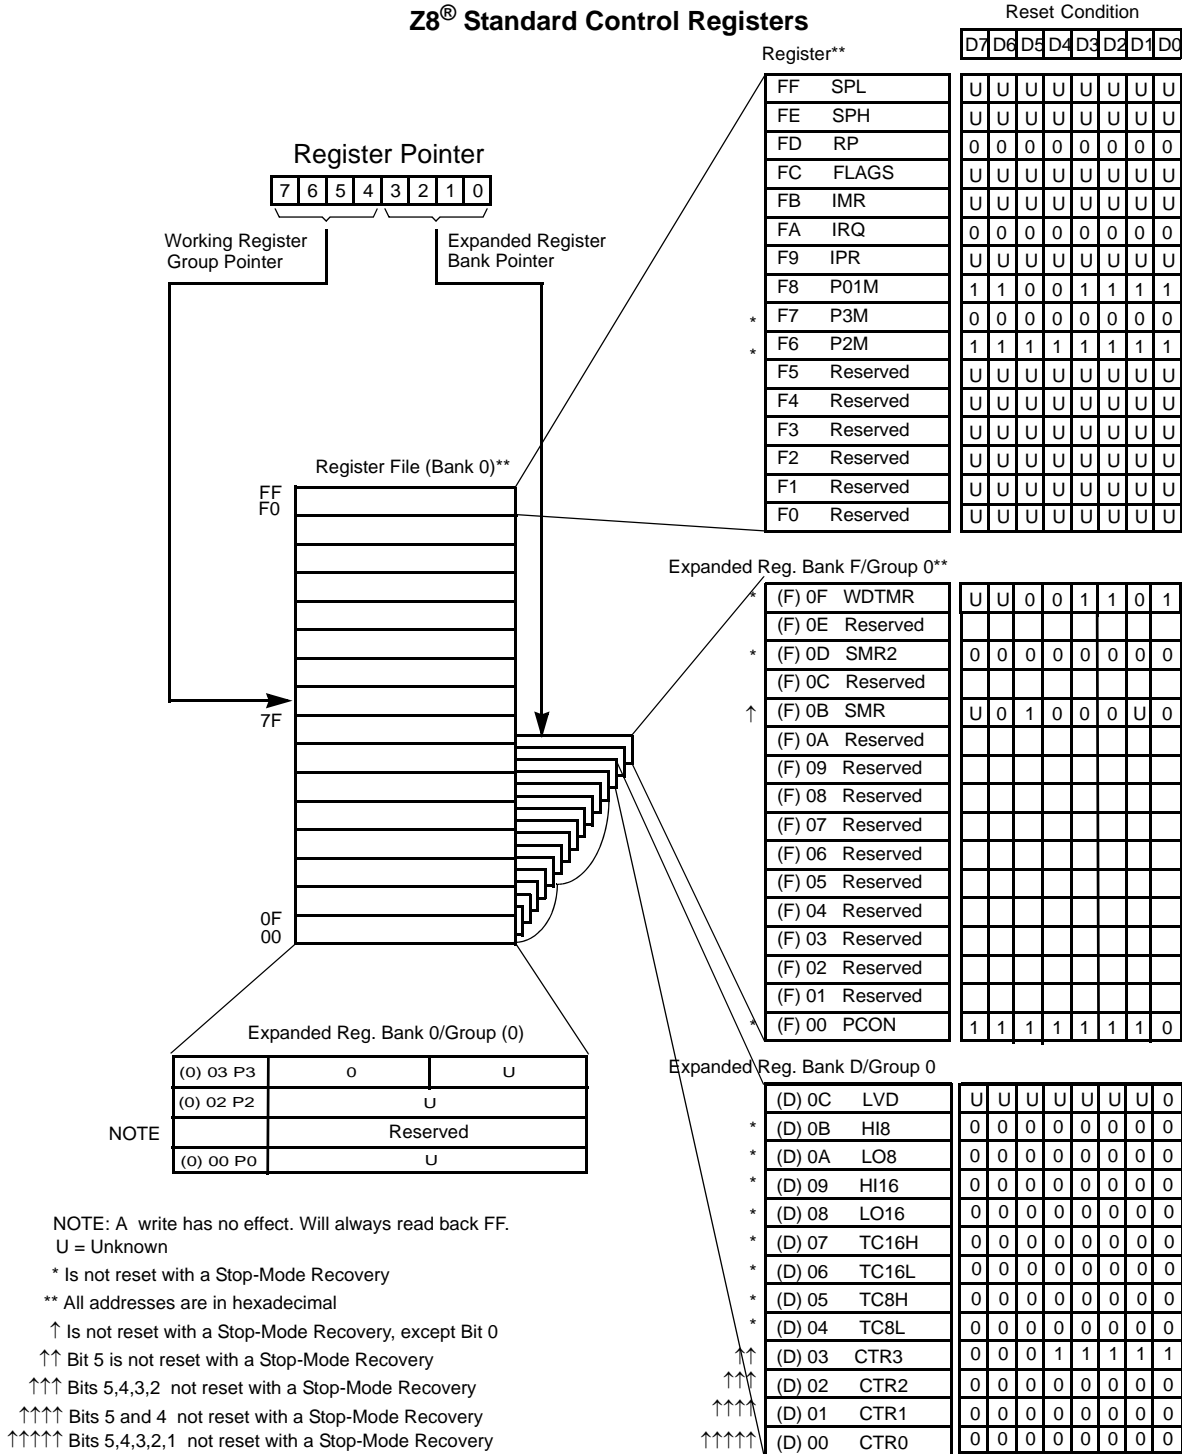 Z8® Standard Control Registers
Reset Condition
D7 D6 D5 D4 D3 D2 D1 D0
Register**
FF SPL U U U U U U U U
FE SPH U U U U U U U U
FD RP 0 0 0 0 0 0 0 0
FC FLAGS U U U U U U U U
FB IMR U U U U U U U U
FA IRQ 0 0 0 0 0 0 0 0
F9 IPR U U U U U U U U
F8 P01M 1 1 0 0 1 1 1 1
* F7 P3M 0 0 0 0 0 0 0 0
* F6 P2M 1 1 1 1 1 1 1 1
F5 Reserved U U U U U U U U
F4 Reserved U U U U U U U U
F3 Reserved U U U U U U U U
F2 Reserved U U U U U U U U
F1 Reserved U U U U U U U U
F0 Reserved U U U U U U U U
Register Pointer
7 6 5 4 3 2 1 0
Working Register
Group Pointer
Expanded Register
Bank Pointer
Register File (Bank 0)**
FF
F0
7F
0F
00
Expanded Reg. Bank F/Group 0**
* (F) 0F WDTMR U U 0 0 1 1 0 1
(F) 0E Reserved
* (F) 0D SMR2 0 0 0 0 0 0 0 0
(F) 0C Reserved
↑ (F) 0B SMR U 0 1 0 0 0 U 0
(F) 0A Reserved
(F) 09 Reserved
(F) 08 Reserved
(F) 07 Reserved
(F) 06 Reserved
(F) 05 Reserved
(F) 04 Reserved
(F) 03 Reserved
(F) 02 Reserved
(F) 01 Reserved
* (F) 00 PCON 1 1 1 1 1 1 1 0
Expanded Reg. Bank 0/Group (0)
(0) 03 P3 0 U
(0) 02 P2 U
NOTE Reserved
(0) 00 P0 U
Expanded Reg. Bank D/Group 0
(D) 0C LVD U U U U U U U 0
* (D) 0B HI8 0 0 0 0 0 0 0 0
* (D) 0A LO8 0 0 0 0 0 0 0 0
* (D) 09 HI16 0 0 0 0 0 0 0 0
* (D) 08 LO16 0 0 0 0 0 0 0 0
* (D) 07 TC16H 0 0 0 0 0 0 0 0
* (D) 06 TC16L 0 0 0 0 0 0 0 0
* (D) 05 TC8H 0 0 0 0 0 0 0 0
* (D) 04 TC8L 0 0 0 0 0 0 0 0
↑↑ (D) 03 CTR3 0 0 0 1 1 1 1 1
↑↑↑ (D) 02 CTR2 0 0 0 0 0 0 0 0
↑↑↑↑ (D) 01 CTR1 0 0 0 0 0 0 0 0
↑↑↑↑↑ (D) 00 CTR0 0 0 0 0 0 0 0 0
NOTE: A write has no effect. Will always read back FF.
U = Unknown
* Is not reset with a Stop-Mode Recovery
** All addresses are in hexadecimal
↑ Is not reset with a Stop-Mode Recovery, except Bit 0
↑↑ Bit 5 is not reset with a Stop-Mode Recovery
↑↑↑ Bits 5,4,3,2 not reset with a Stop-Mode Recovery
↑↑↑↑ Bits 5 and 4 not reset with a Stop-Mode Recovery
↑↑↑↑↑ Bits 5,4,3,2,1 not reset with a Stop-Mode Recovery